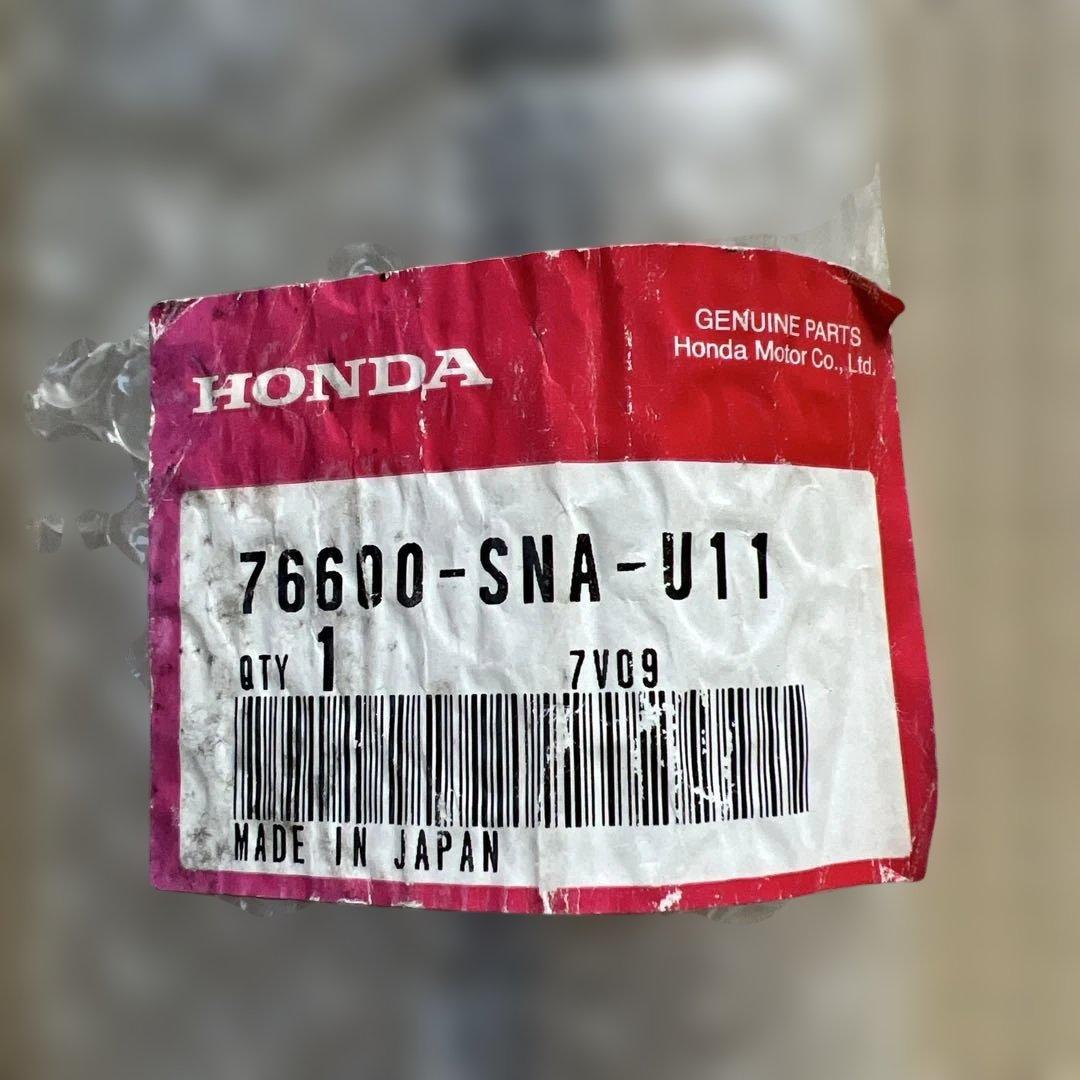 HONDA
GENUINE PARTS
Honda Motor Co., Ltd.
76600-SNA-U11
QTY 1 7V09
MADE IN JAPAN